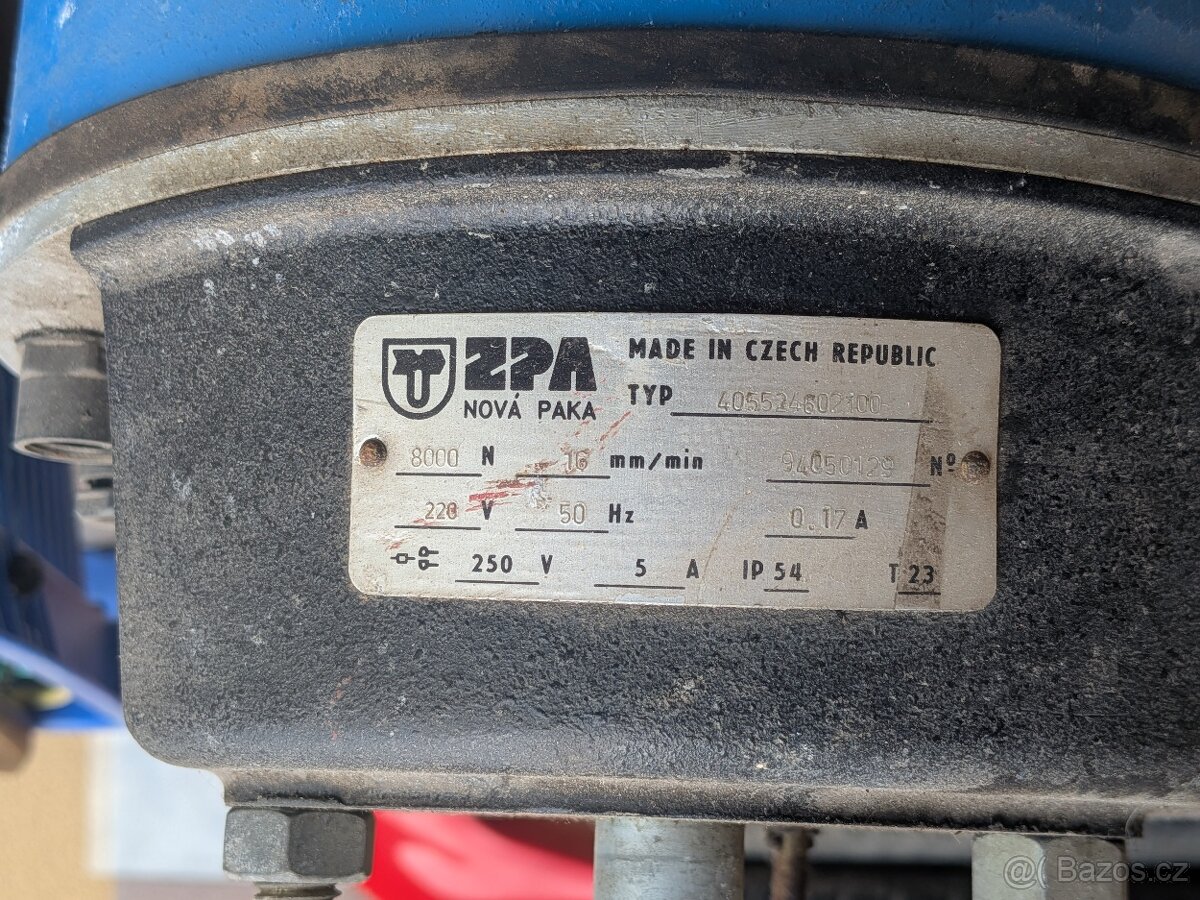 ZPA MADE IN CZECH REPUBLIC
NOVÁ PAKA TYP 405524602100
8000 N 16 mm/min 94050129 Nº
220 V 50 Hz 0.17 A
250 V 5 A IP 54 T 23
@ Bazos.cz